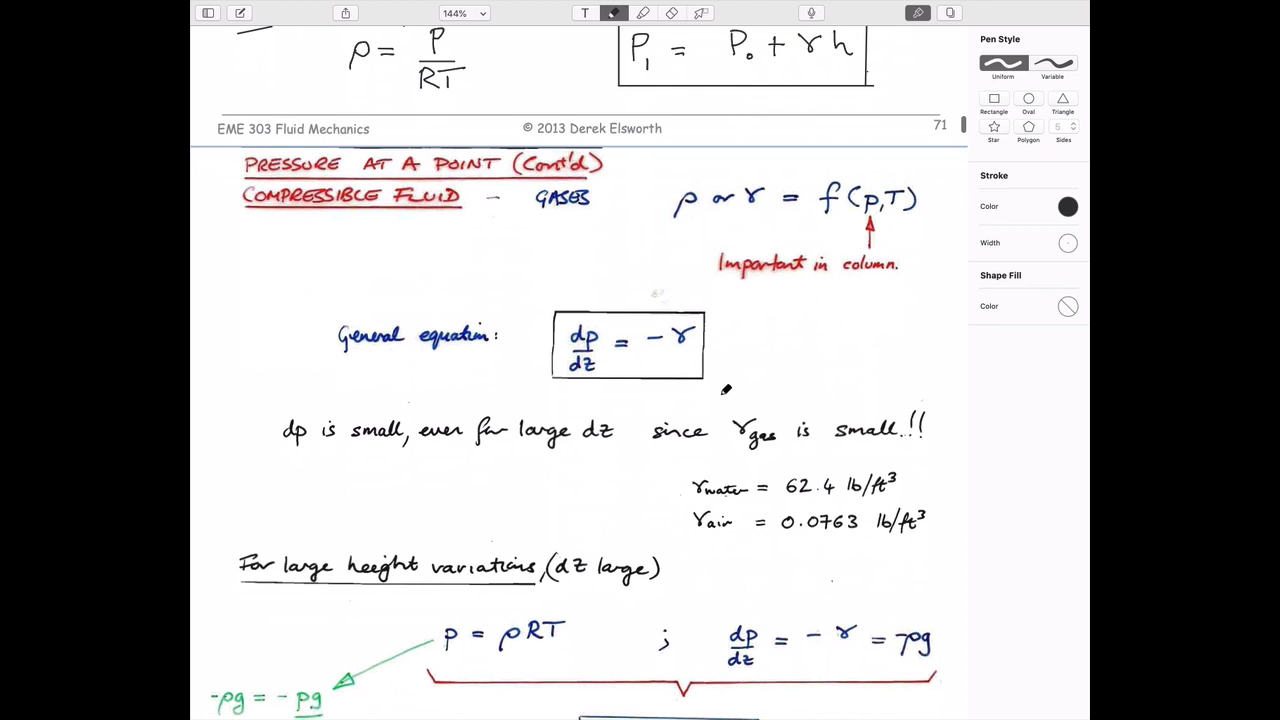 144%
T
Pen Style
Uniform
Variable
Rectangle
Oval
Triangle
Star
Polygon
5
Sides
Stroke
Color
Width
Shape Fill
Color
ρ = P/RT
P₁ = P₀ + γh
EME 303 Fluid Mechanics
© 2013 Derek Elsworth
71
PRESSURE AT A POINT (Cont'd)
COMPRESSIBLE FLUID - GASES
ρ or γ = f(p,T)
Important in column.
General equation:
dp/dz = -γ
dp is small, even for large dz since γgas is small!!
γwater = 62.4 lb/ft³
γair = 0.0763 lb/ft³
For large height variations, (dz large)
p = ρRT ; dp/dz = -γ = -ρg
-ρg = - pg